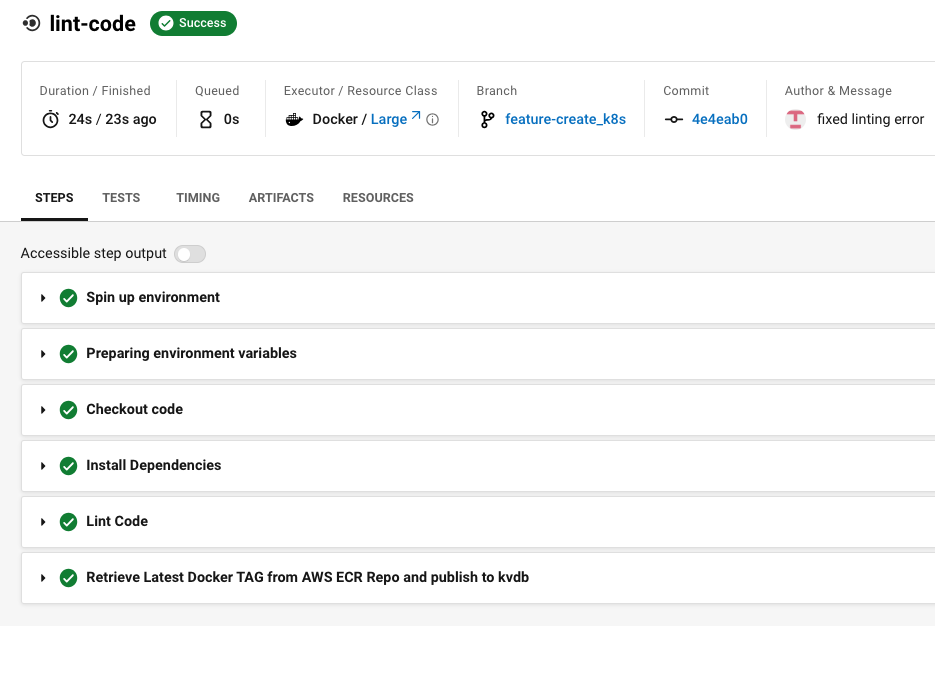 lint-code Success
Duration / Finished Queued Executor / Resource Class Branch Commit Author & Message
24s / 23s ago 0s Docker / Large feature-create_k8s 4e4eab0 fixed linting error
STEPS TESTS TIMING ARTIFACTS RESOURCES
Accessible step output
Spin up environment
Preparing environment variables
Checkout code
Install Dependencies
Lint Code
Retrieve Latest Docker TAG from AWS ECR Repo and publish to kvdb